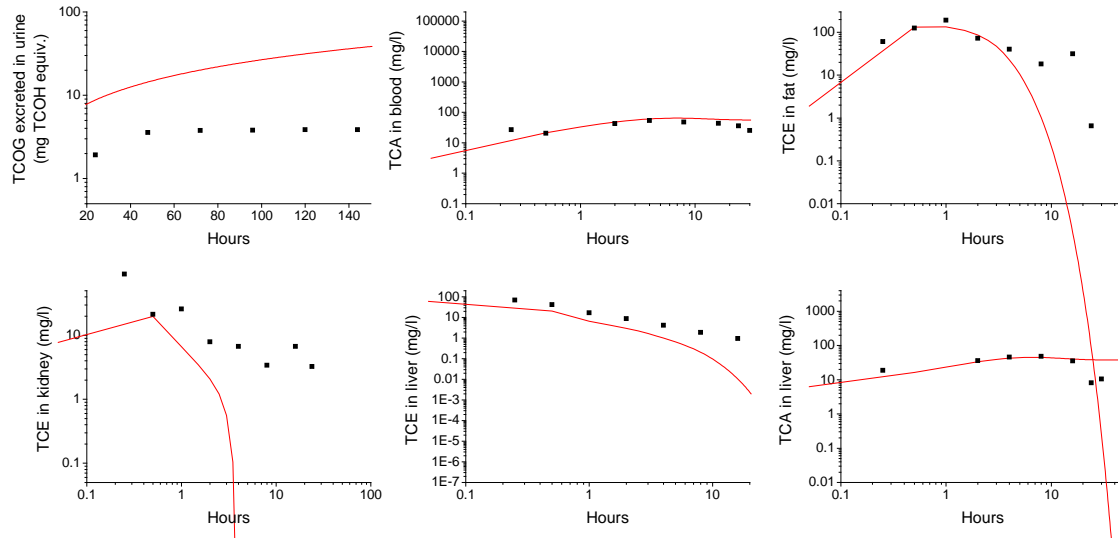 TCOG excreted in urine
(mg TCOH equiv.)
100
10
1
20 40 60 80 100 120 140
Hours
TCA in blood (mg/l)
100000
10000
1000
100
10
1
0.1
0.1 1 10
Hours
TCE in fat (mg/l)
100
10
1
0.1
0.01
0.1 1 10
Hours
TCE in kidney (mg/l)
10
1
0.1
0.1 1 10 100
Hours
TCE in liver (mg/l)
100
10
1
0.1
0.01
1E-3
1E-4
1E-5
1E-6
1E-7
1 10
Hours
TCA in liver (mg/l)
1000
100
10
1
0.1
0.01
0.1 1 10
Hours